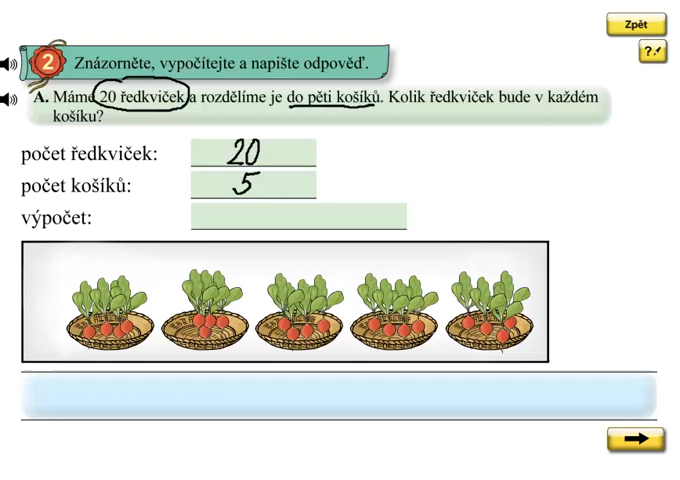 Zpět
?
2 Znázorněte, vypočítejte a napište odpověď.
A. Máme 20 ředkviček a rozdělíme je do pěti košíků. Kolik ředkviček bude v každém
košíku?
počet ředkviček: 20
počet košíků: 5
výpočet: